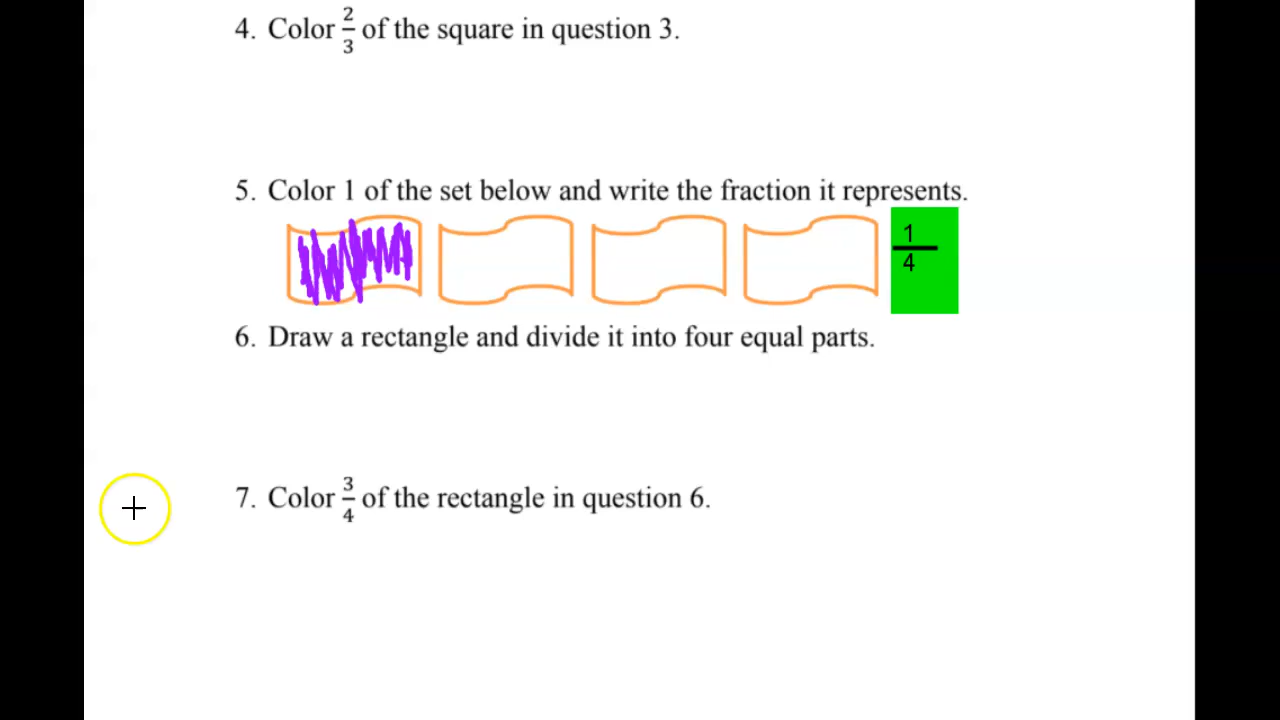 4. Color 2/3 of the square in question 3.
5. Color 1 of the set below and write the fraction it represents.
1/4
6. Draw a rectangle and divide it into four equal parts.
7. Color 3/4 of the rectangle in question 6.